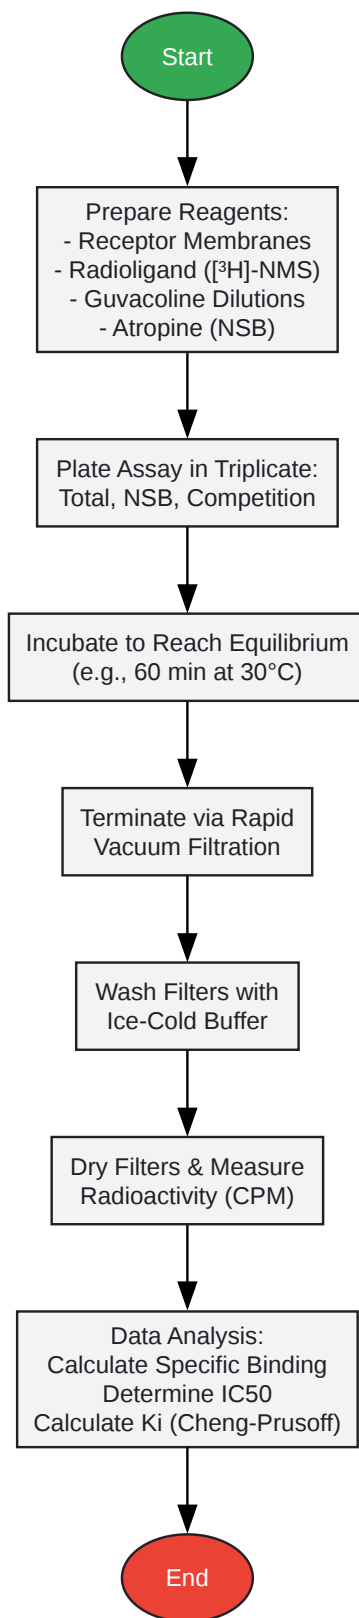 Start
Prepare Reagents:
- Receptor Membranes
- Radioligand ([³H]-NMS)
- Guvacoline Dilutions
- Atropine (NSB)
Plate Assay in Triplicate:
Total, NSB, Competition
Incubate to Reach Equilibrium
(e.g., 60 min at 30°C)
Terminate via Rapid
Vacuum Filtration
Wash Filters with
Ice-Cold Buffer
Dry Filters & Measure
Radioactivity (CPM)
Data Analysis:
Calculate Specific Binding
Determine IC50
Calculate Ki (Cheng-Prusoff)
End